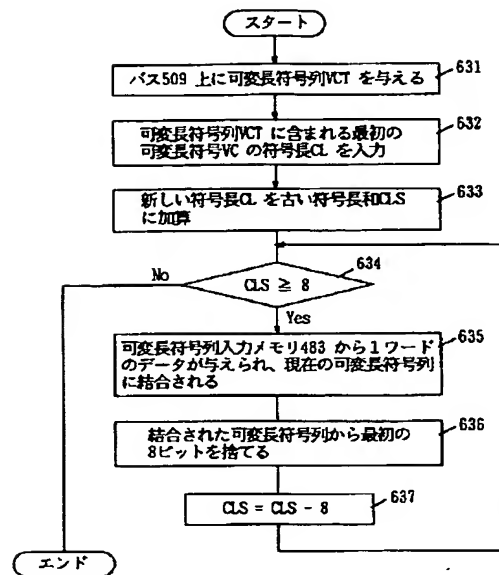 スタート
631
バス509 上に可変長符号列VCT を与える
632
可変長符号列VCT に含まれる最初の
可変長符号VC の符号長CL を入力
633
新しい符号長CL を古い符号長和CLS
に加算
634
No
CLS ≧ 8
Yes
635
可変長符号列入力メモリ483 から1ワード
のデータが与えられ、現在の可変長符号列
に結合される
636
結合された可変長符号列から最初の
8ビットを捨てる
637
CLS = CLS - 8
エンド